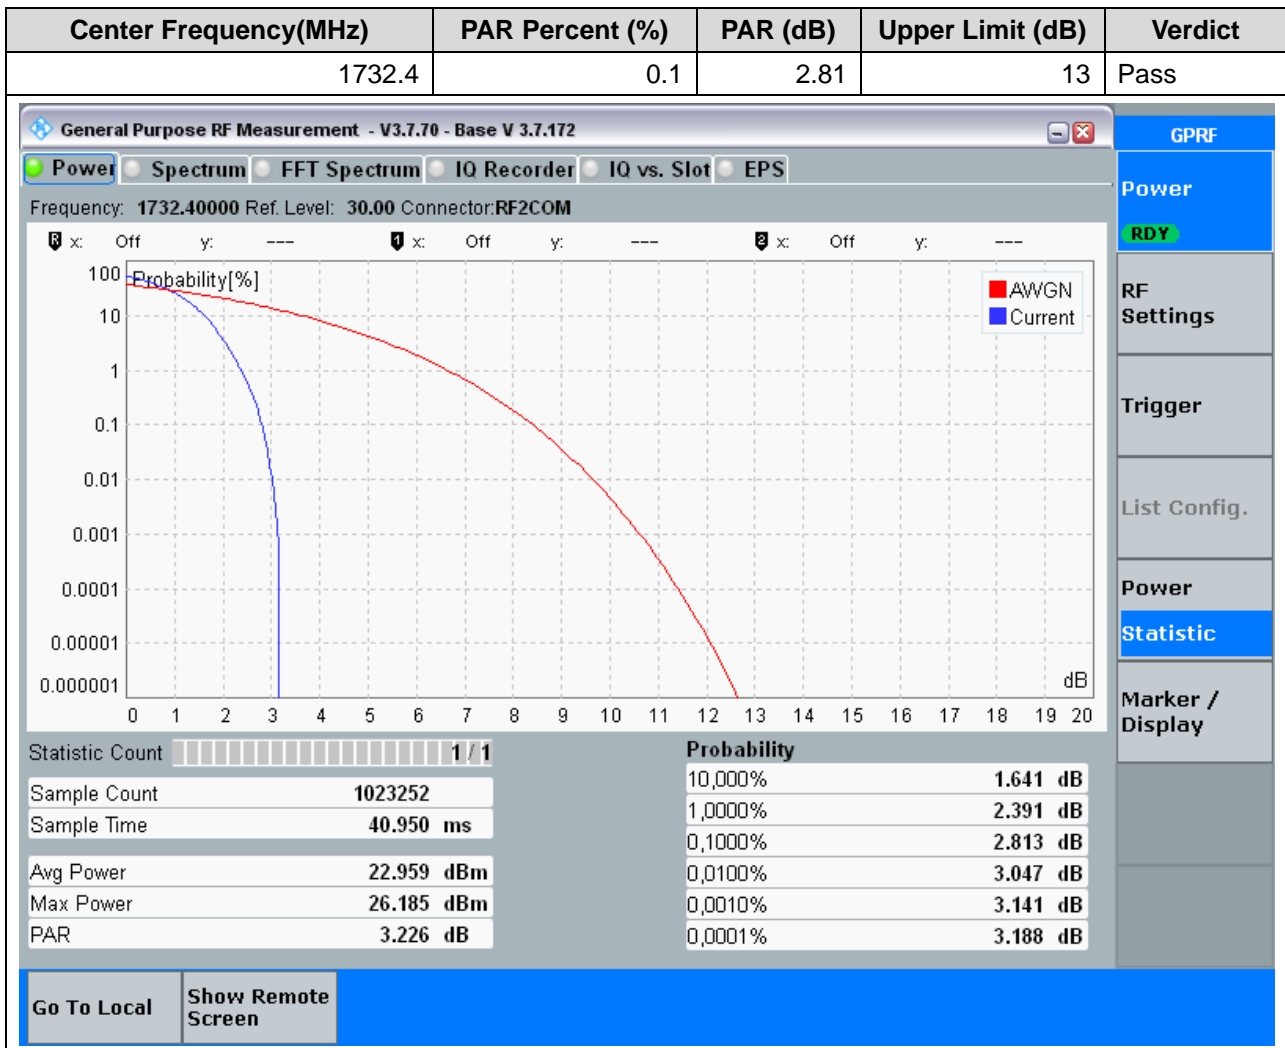 Center Frequency(MHz) PAR Percent (%) PAR (dB) Upper Limit (dB) Verdict
1732.4 0.1 2.81 13 Pass
General Purpose RF Measurement - V3.7.70 - Base V 3.7.172
GPRF
Power Spectrum FFT Spectrum IQ Recorder IQ vs. Slot EPS
Frequency: 1732.40000 Ref. Level: 30.00 Connector:RF2COM
R x: Off y: --- 1 x: Off y: --- 2 x: Off y: ---
Probability[%]
AWGN
Current
100
10
1
0.1
0.01
0.001
0.0001
0.00001
0.000001
dB
0 1 2 3 4 5 6 7 8 9 10 11 12 13 14 15 16 17 18 19 20
Statistic Count 1 / 1
Sample Count 1023252
Sample Time 40.950 ms
Avg Power 22.959 dBm
Max Power 26.185 dBm
PAR 3.226 dB
Probability
10,000% 1.641 dB
1,0000% 2.391 dB
0,1000% 2.813 dB
0,0100% 3.047 dB
0,0010% 3.141 dB
0,0001% 3.188 dB
Power
RDY
RF
Settings
Trigger
List Config.
Power
Statistic
Marker /
Display
Go To Local
Show Remote
Screen